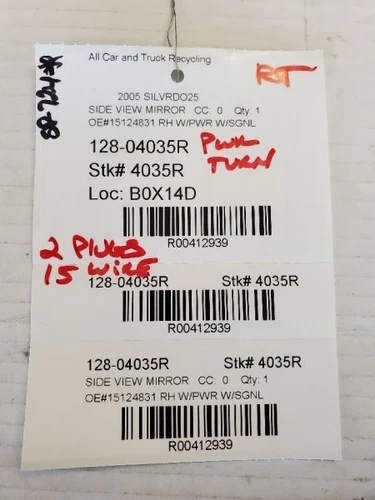 All Car and Truck Recycling
RT
2005 SILVRDO25
SIDE VIEW MIRROR CC: 0 Qty: 1
OE#15124831 RH W/PWR W/SGNL
128-04035R
PWR
TURN
Stk# 4035R
Loc: B0X14D
R00412939
2 PLUGS
15 WIRE
128-04035R Stk# 4035R
R00412939
128-04035R Stk# 4035R
SIDE VIEW MIRROR CC: 0 Qty: 1
OE#15124831 RH W/PWR W/SGNL
R00412939